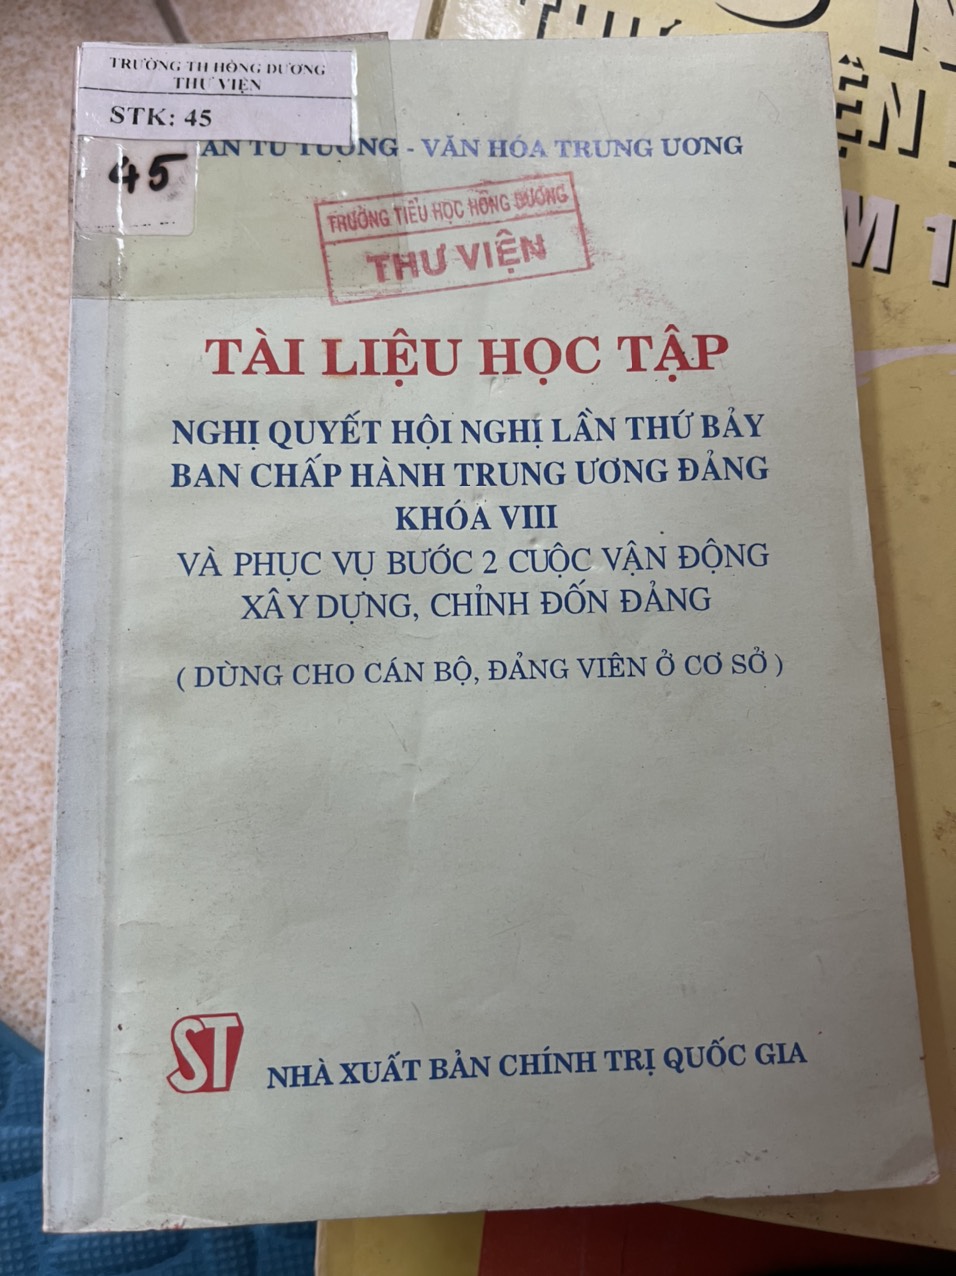 TRƯỜNG TH HỒNG DƯƠNG
THƯ VIỆN
STK: 45
45
TƯ TƯỞNG - VĂN HÓA TRUNG ƯƠNG
TRƯỜNG TIỂU HỌC HỒNG DƯƠNG
THƯ VIỆN
TÀI LIỆU HỌC TẬP
NGHỊ QUYẾT HỘI NGHỊ LẦN THỨ BẢY
BAN CHẤP HÀNH TRUNG ƯƠNG ĐẢNG
KHÓA VIII
VÀ PHỤC VỤ BƯỚC 2 CUỘC VẬN ĐỘNG
XÂY DỰNG, CHỈNH ĐỐN ĐẢNG
( DÙNG CHO CÁN BỘ, ĐẢNG VIÊN Ở CƠ SỞ )
ST
NHÀ XUẤT BẢN CHÍNH TRỊ QUỐC GIA